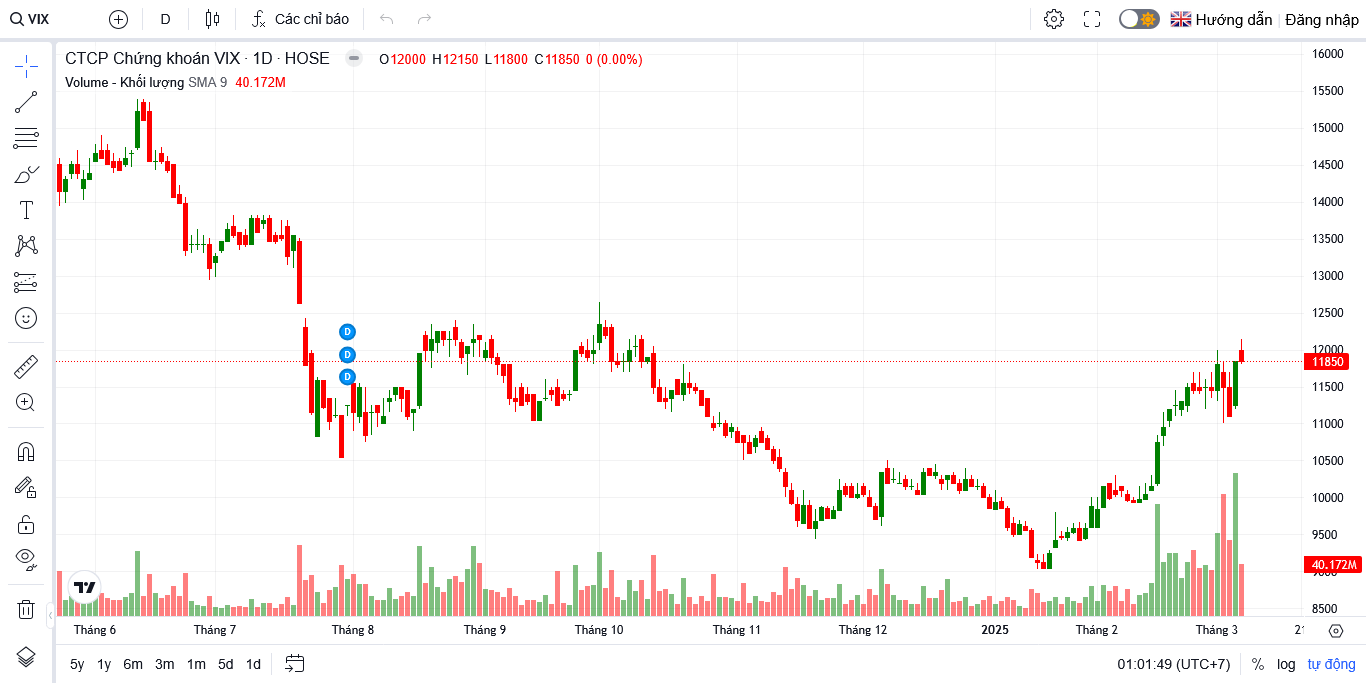 VIX D Các chỉ báo Hướng dẫn Đăng nhập
CTCP Chứng khoán VIX · 1D · HOSE O12000 H12150 L11800 C11850 0 (0.00%)
Volume - Khối lượng SMA 9 40.172M
16000
15500
15000
14500
14000
13500
13000
12500
12000
11850
11500
11000
10500
10000
9500
40.172M
8500
D
D
D
Tháng 6 Tháng 7 Tháng 8 Tháng 9 Tháng 10 Tháng 11 Tháng 12 2025 Tháng 2 Tháng 3
5y 1y 6m 3m 1m 5d 1d 01:01:49 (UTC+7) % log tự động